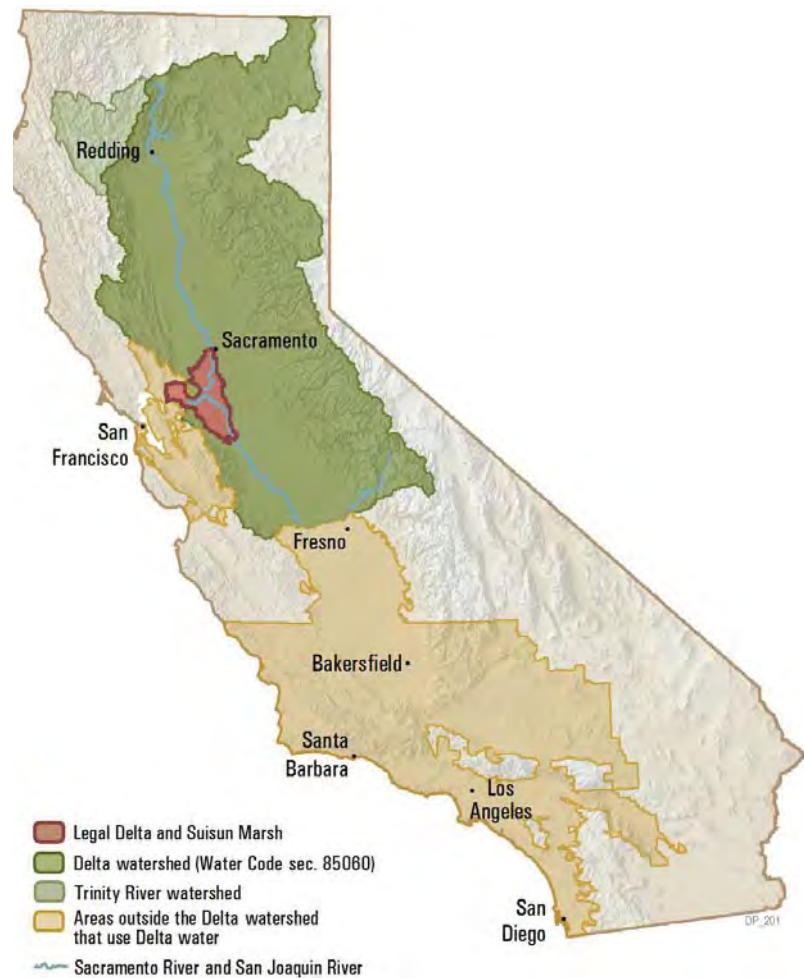 Redding
Sacramento
San
Francisco
Fresno
Bakersfield
Santa
Barbara
Los
Angeles
San
Diego
DP_201
Legal Delta and Suisun Marsh
Delta watershed (Water Code sec. 85060)
Trinity River watershed
Areas outside the Delta watershed
that use Delta water
Sacramento River and San Joaquin River